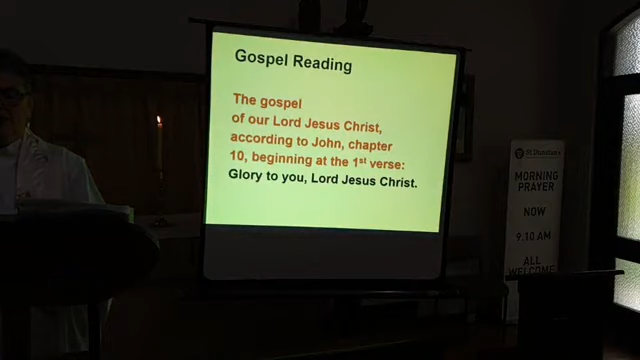 Gospel Reading
The gospel
of our Lord Jesus Christ,
according to John, chapter
10, beginning at the 1st verse:
Glory to you, Lord Jesus Christ.
St Dunstan's
MORNING
PRAYER
NOW
9.10 AM
ALL
WELCOME